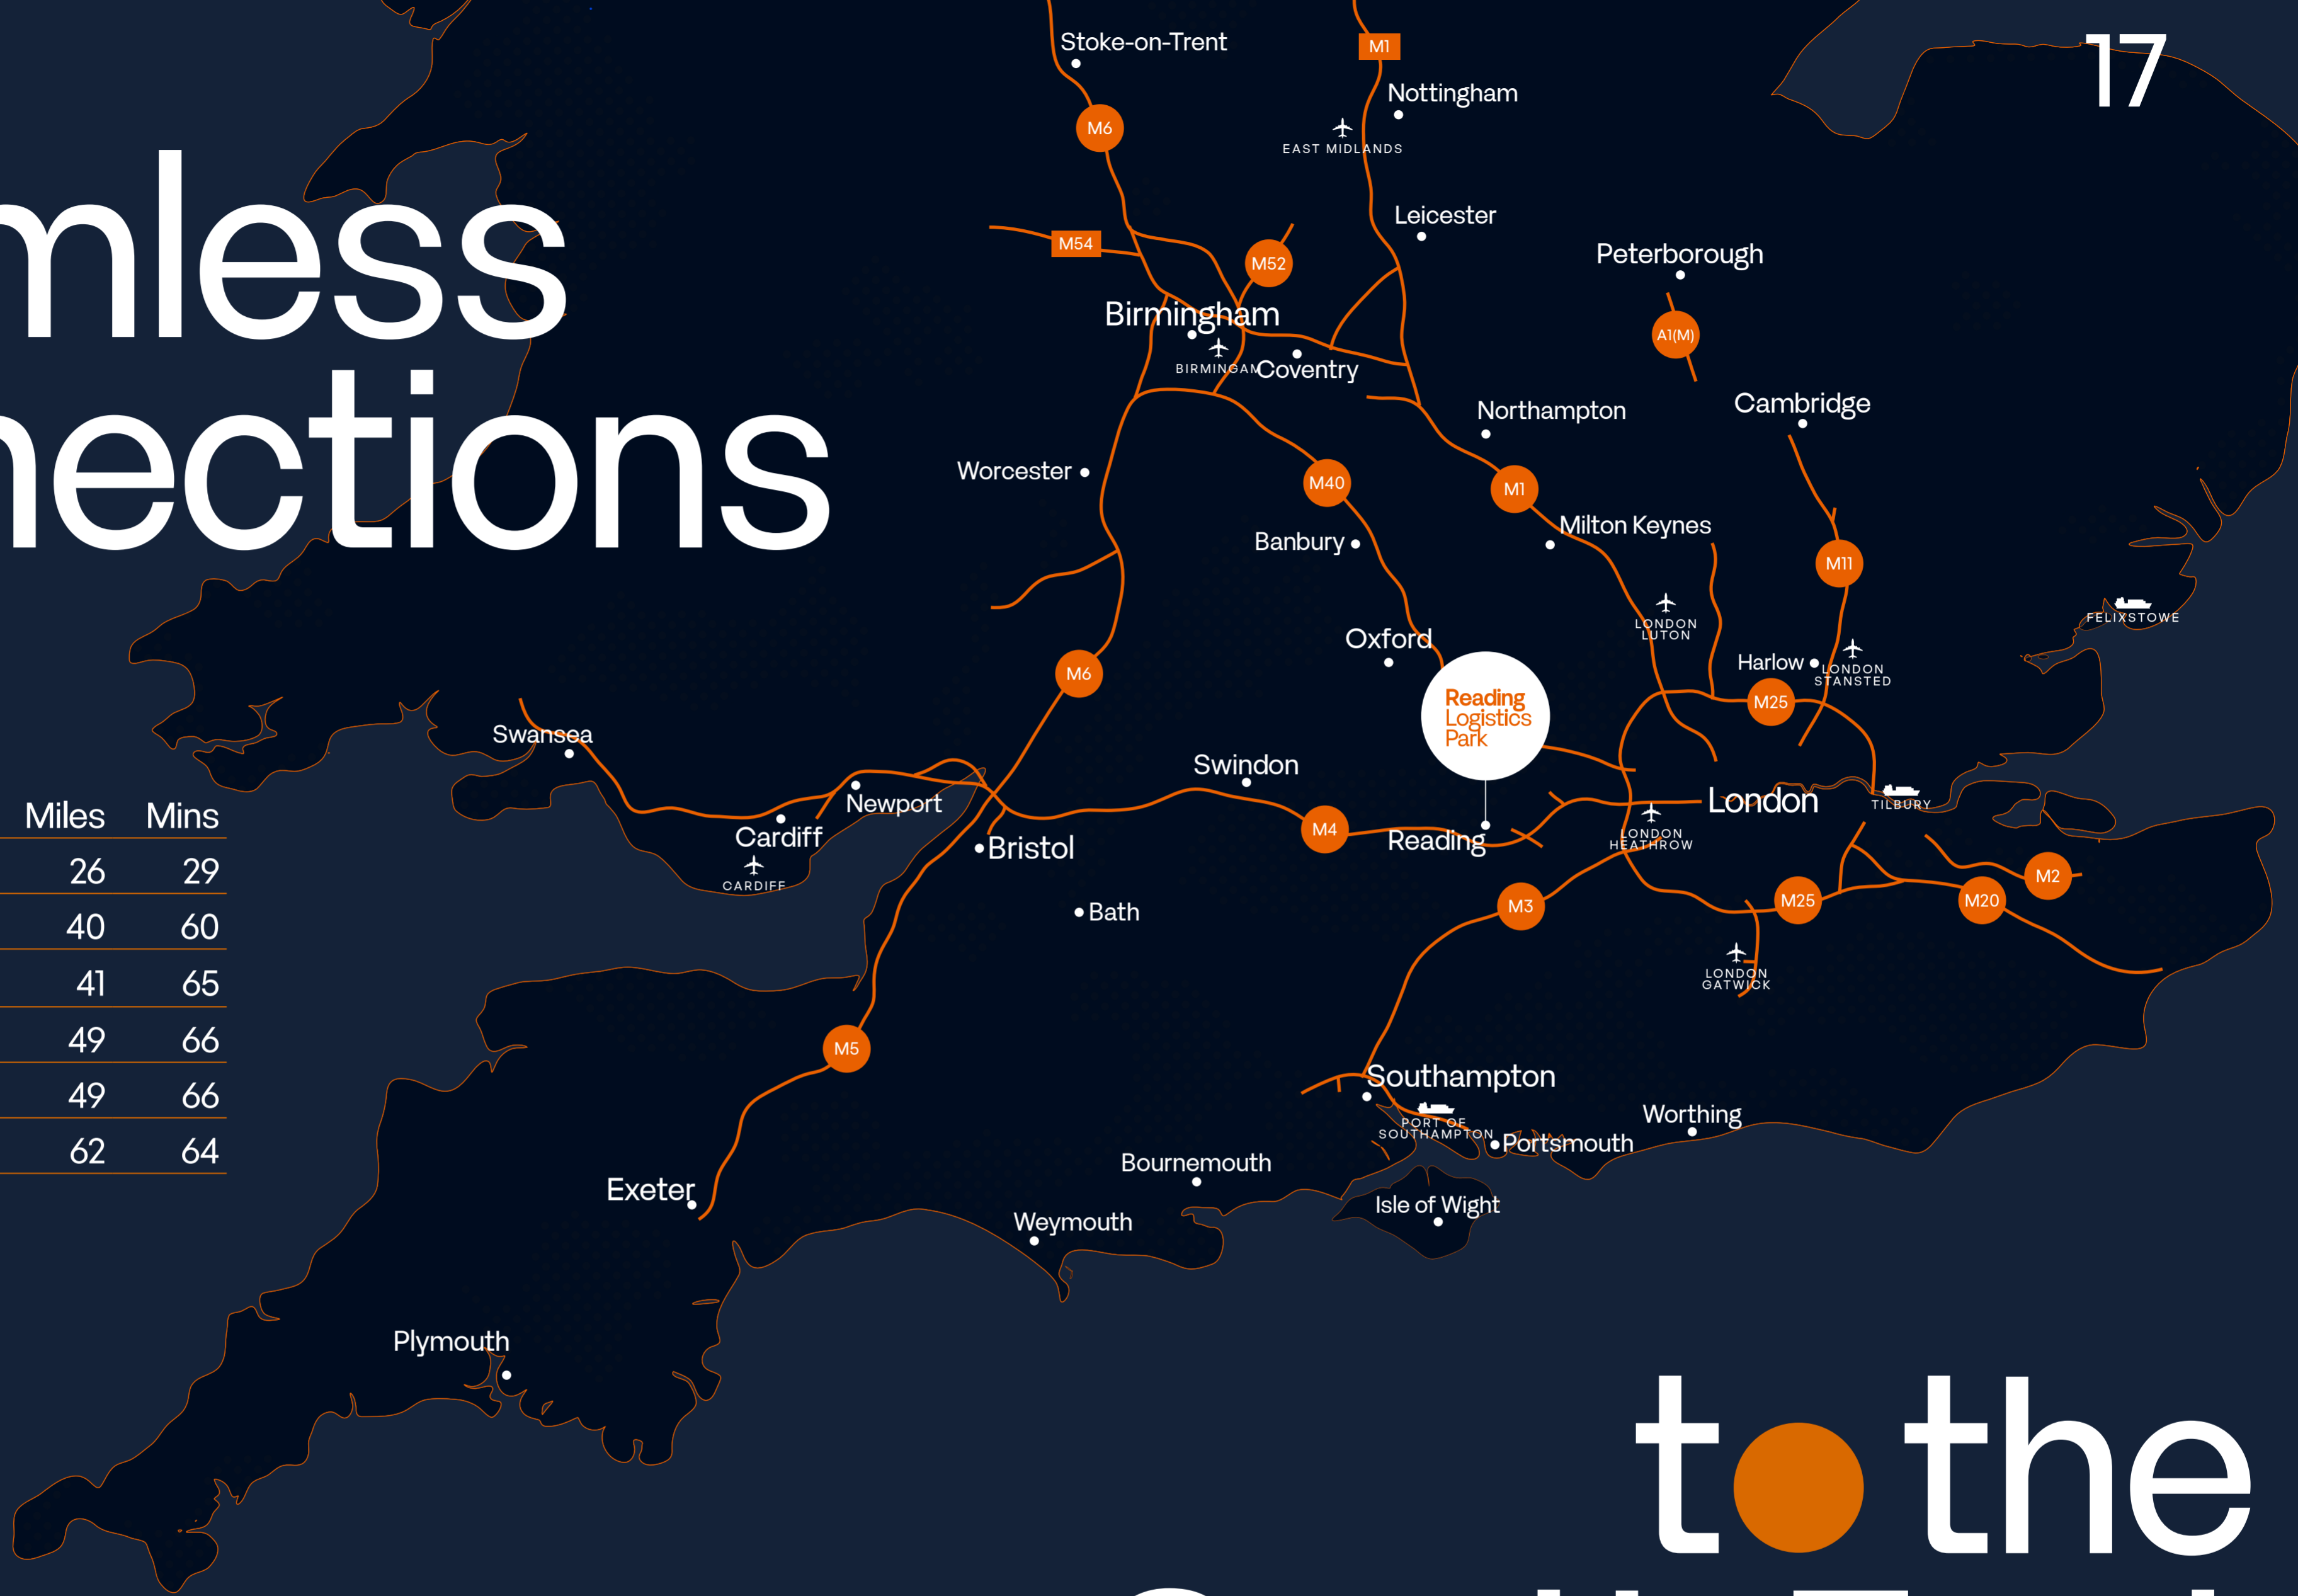 17
mless
nections
Miles Mins
26 29
40 60
41 65
49 66
49 66
62 64
Stoke-on-Trent
M1
Nottingham
M6
EAST MIDLANDS
Leicester
M54
M52
Peterborough
A1(M)
Birmingham
BIRMINGAM
Coventry
Cambridge
Northampton
Worcester
M40
M1
Milton Keynes
Banbury
M11
LONDON
LUTON
FELIXSTOWE
Oxford
Harlow
LONDON
STANSTED
M6
M25
Reading
Logistics
Park
Swansea
Swindon
Newport
London
TILBURY
Cardiff
CARDIFF
Bristol
M4
Reading
LONDON
HEATHROW
M2
Bath
M3
M25
M20
LONDON
GATWICK
M5
Southampton
PORT OF
SOUTHAMPTON
Portsmouth
Worthing
Bournemouth
Exeter
Isle of Wight
Weymouth
Plymouth
to the